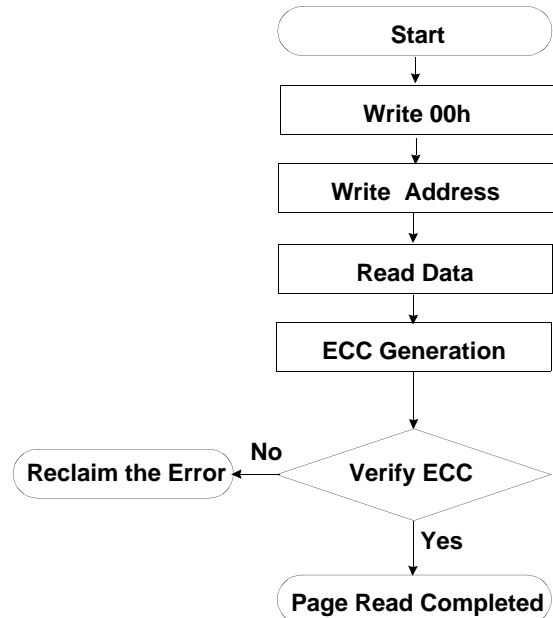 Start
Write 00h
Write Address
Read Data
ECC Generation
Verify ECC
No
Reclaim the Error
Yes
Page Read Completed